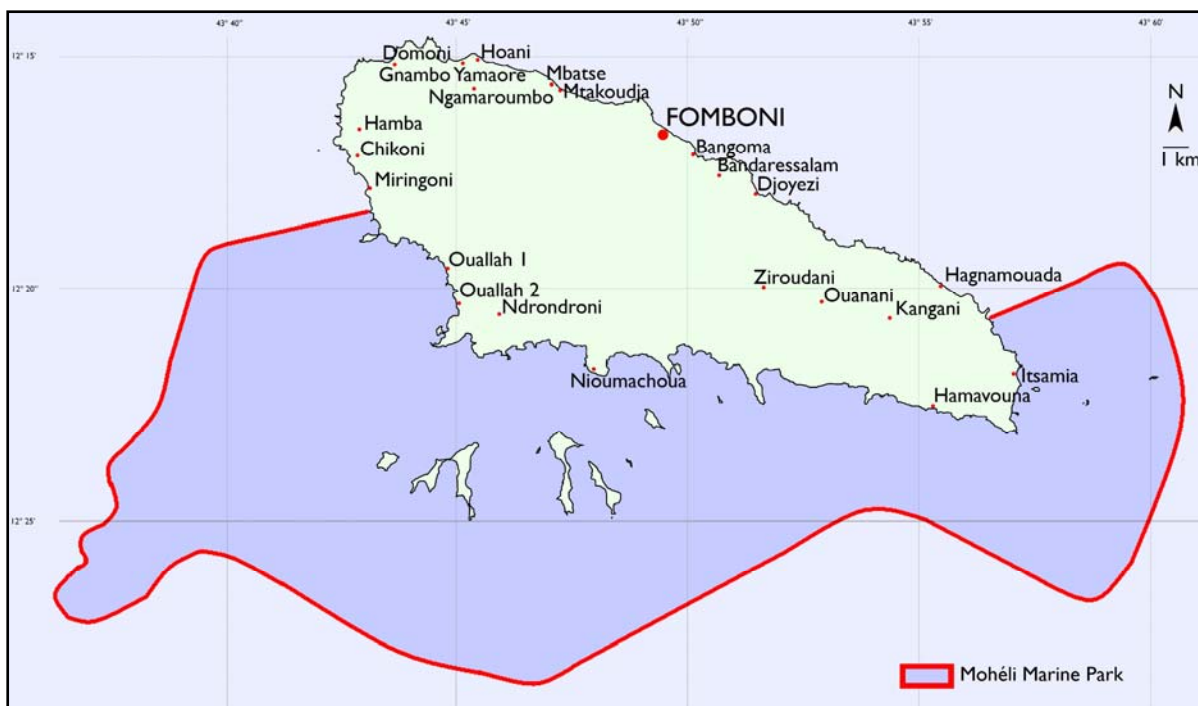 43° 40'
43° 45'
43° 50'
43° 55'
43° 60'
12° 15'
Domoni
Hoani
Gnambo Yamaore
Mbatse
Ngamaroumbo
Mtakoudja
N
1 km
Hamba
FOMBONI
Chikoni
Bangoma
Bandaressalam
Miringoni
Djoyezi
Ouallah 1
Ziroudani
Hagnamouada
12° 20'
Ouallah 2
Ouanani
Ndrondroni
Kangani
Nioumachoua
Itsamia
Hamavouna
12° 25'
Mohéli Marine Park